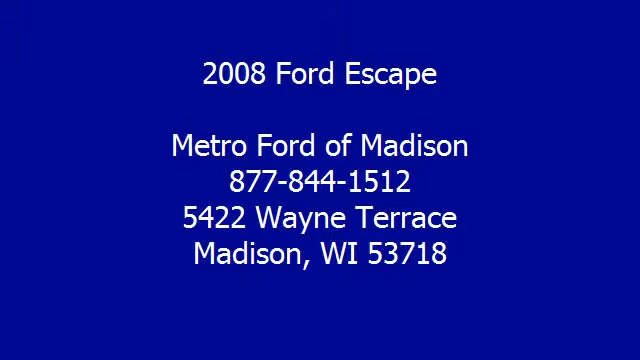 2008 Ford Escape
Metro Ford of Madison
877-844-1512
5422 Wayne Terrace
Madison, WI 53718